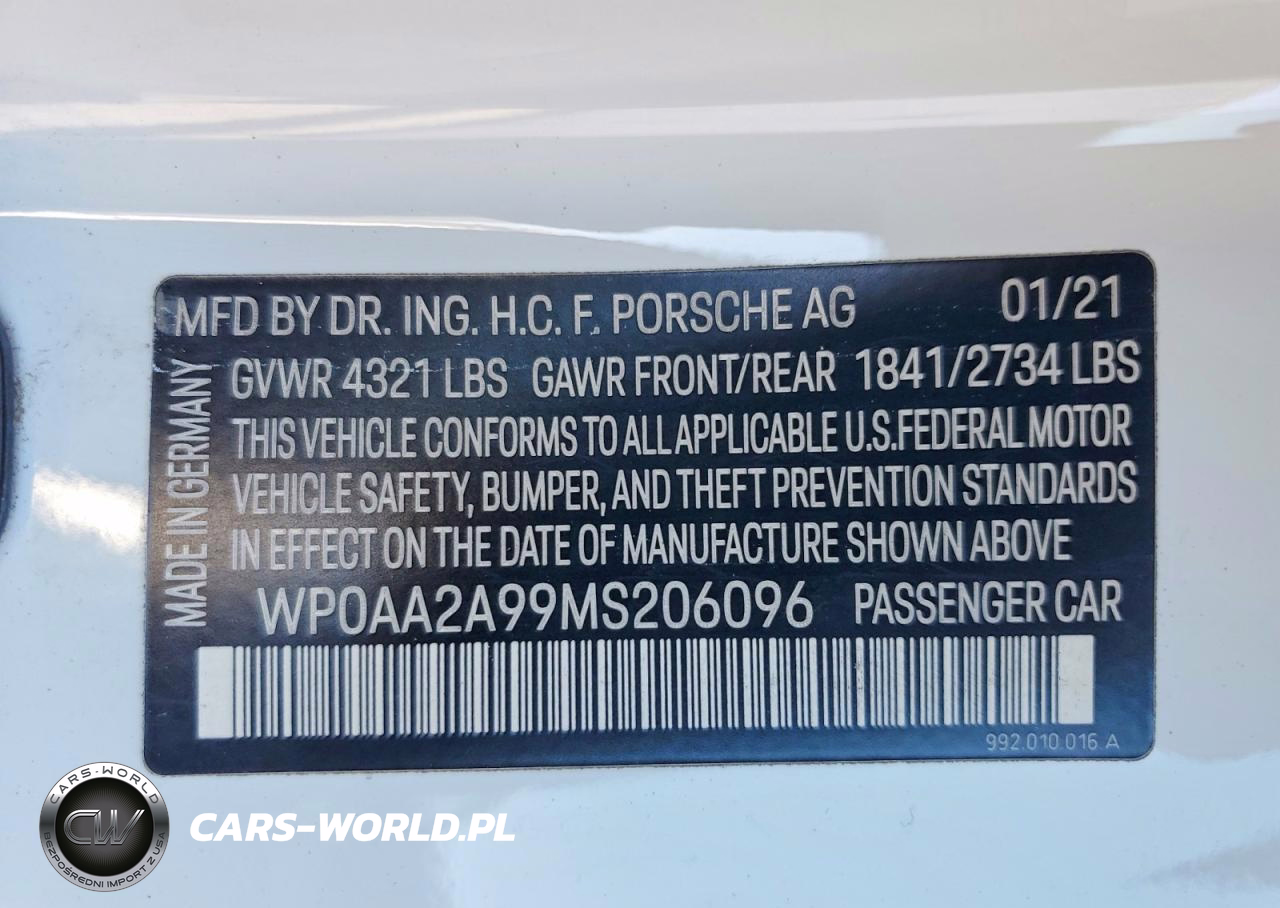 MFD BY DR. ING. H.C. F. PORSCHE AG 01/21
GVWR 4321 LBS GAWR FRONT/REAR 1841/2734 LBS
THIS VEHICLE CONFORMS TO ALL APPLICABLE U.S.FEDERAL MOTOR
VEHICLE SAFETY, BUMPER, AND THEFT PREVENTION STANDARDS
IN EFFECT ON THE DATE OF MANUFACTURE SHOWN ABOVE
MADE IN GERMANY
WP0AA2A99MS206096 PASSENGER CAR
992.010.016.A
CARS-WORLD
CW
BEZPOŚREDNI IMPORT Z USA
CARS-WORLD.PL